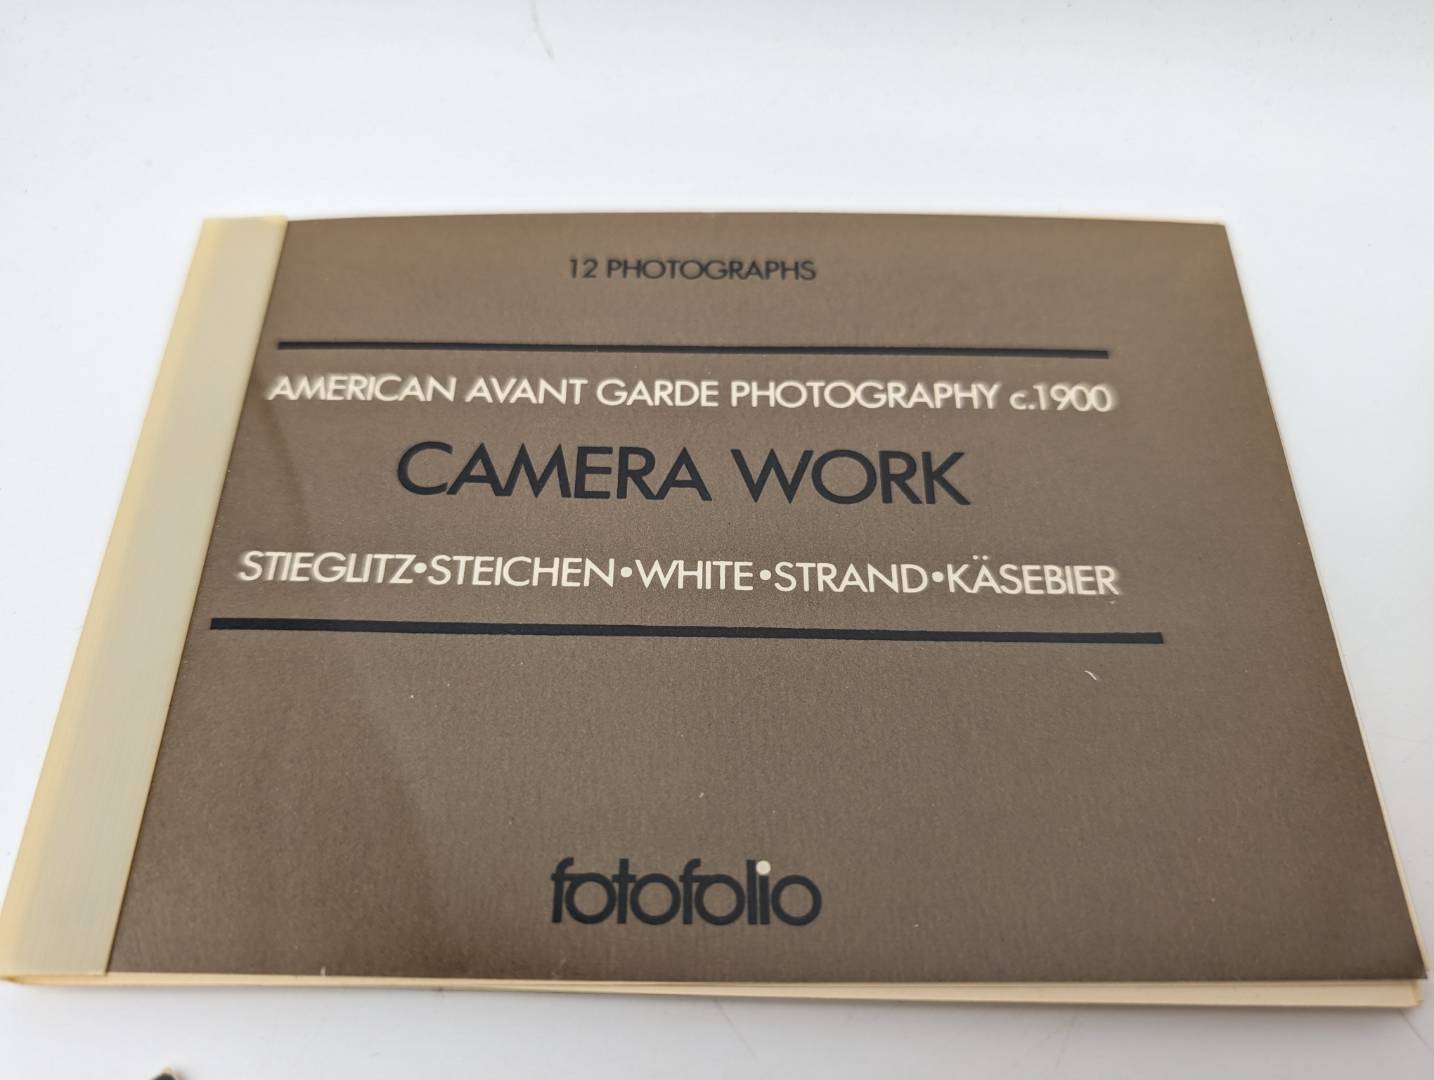 12 PHOTOGRAPHS
AMERICAN AVANT GARDE PHOTOGRAPHY c.1900
CAMERA WORK
STIEGLITZ•STEICHEN•WHITE•STRAND•KÄSEBIER
fotofolio